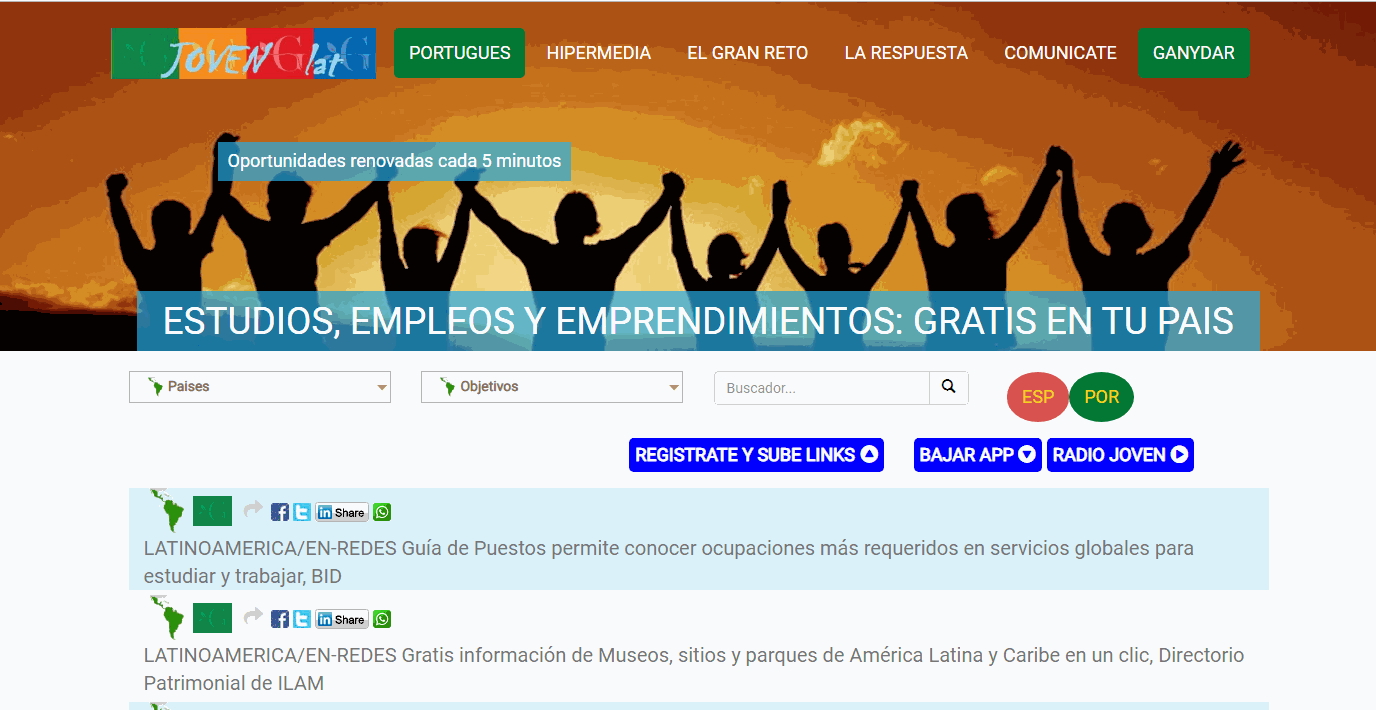 JOVEN G lat G
PORTUGUES
HIPERMEDIA
EL GRAN RETO
LA RESPUESTA
COMUNICATE
GANYDAR
Oportunidades renovadas cada 5 minutos
ESTUDIOS, EMPLEOS Y EMPRENDIMIENTOS: GRATIS EN TU PAIS
Paises
Objetivos
Buscador...
ESP
POR
REGISTRATE Y SUBE LINKS
BAJAR APP
RADIO JOVEN
Share
LATINOAMERICA/EN-REDES Guía de Puestos permite conocer ocupaciones más requeridos en servicios globales para
estudiar y trabajar, BID
Share
LATINOAMERICA/EN-REDES Gratis información de Museos, sitios y parques de América Latina y Caribe en un clic, Directorio
Patrimonial de ILAM